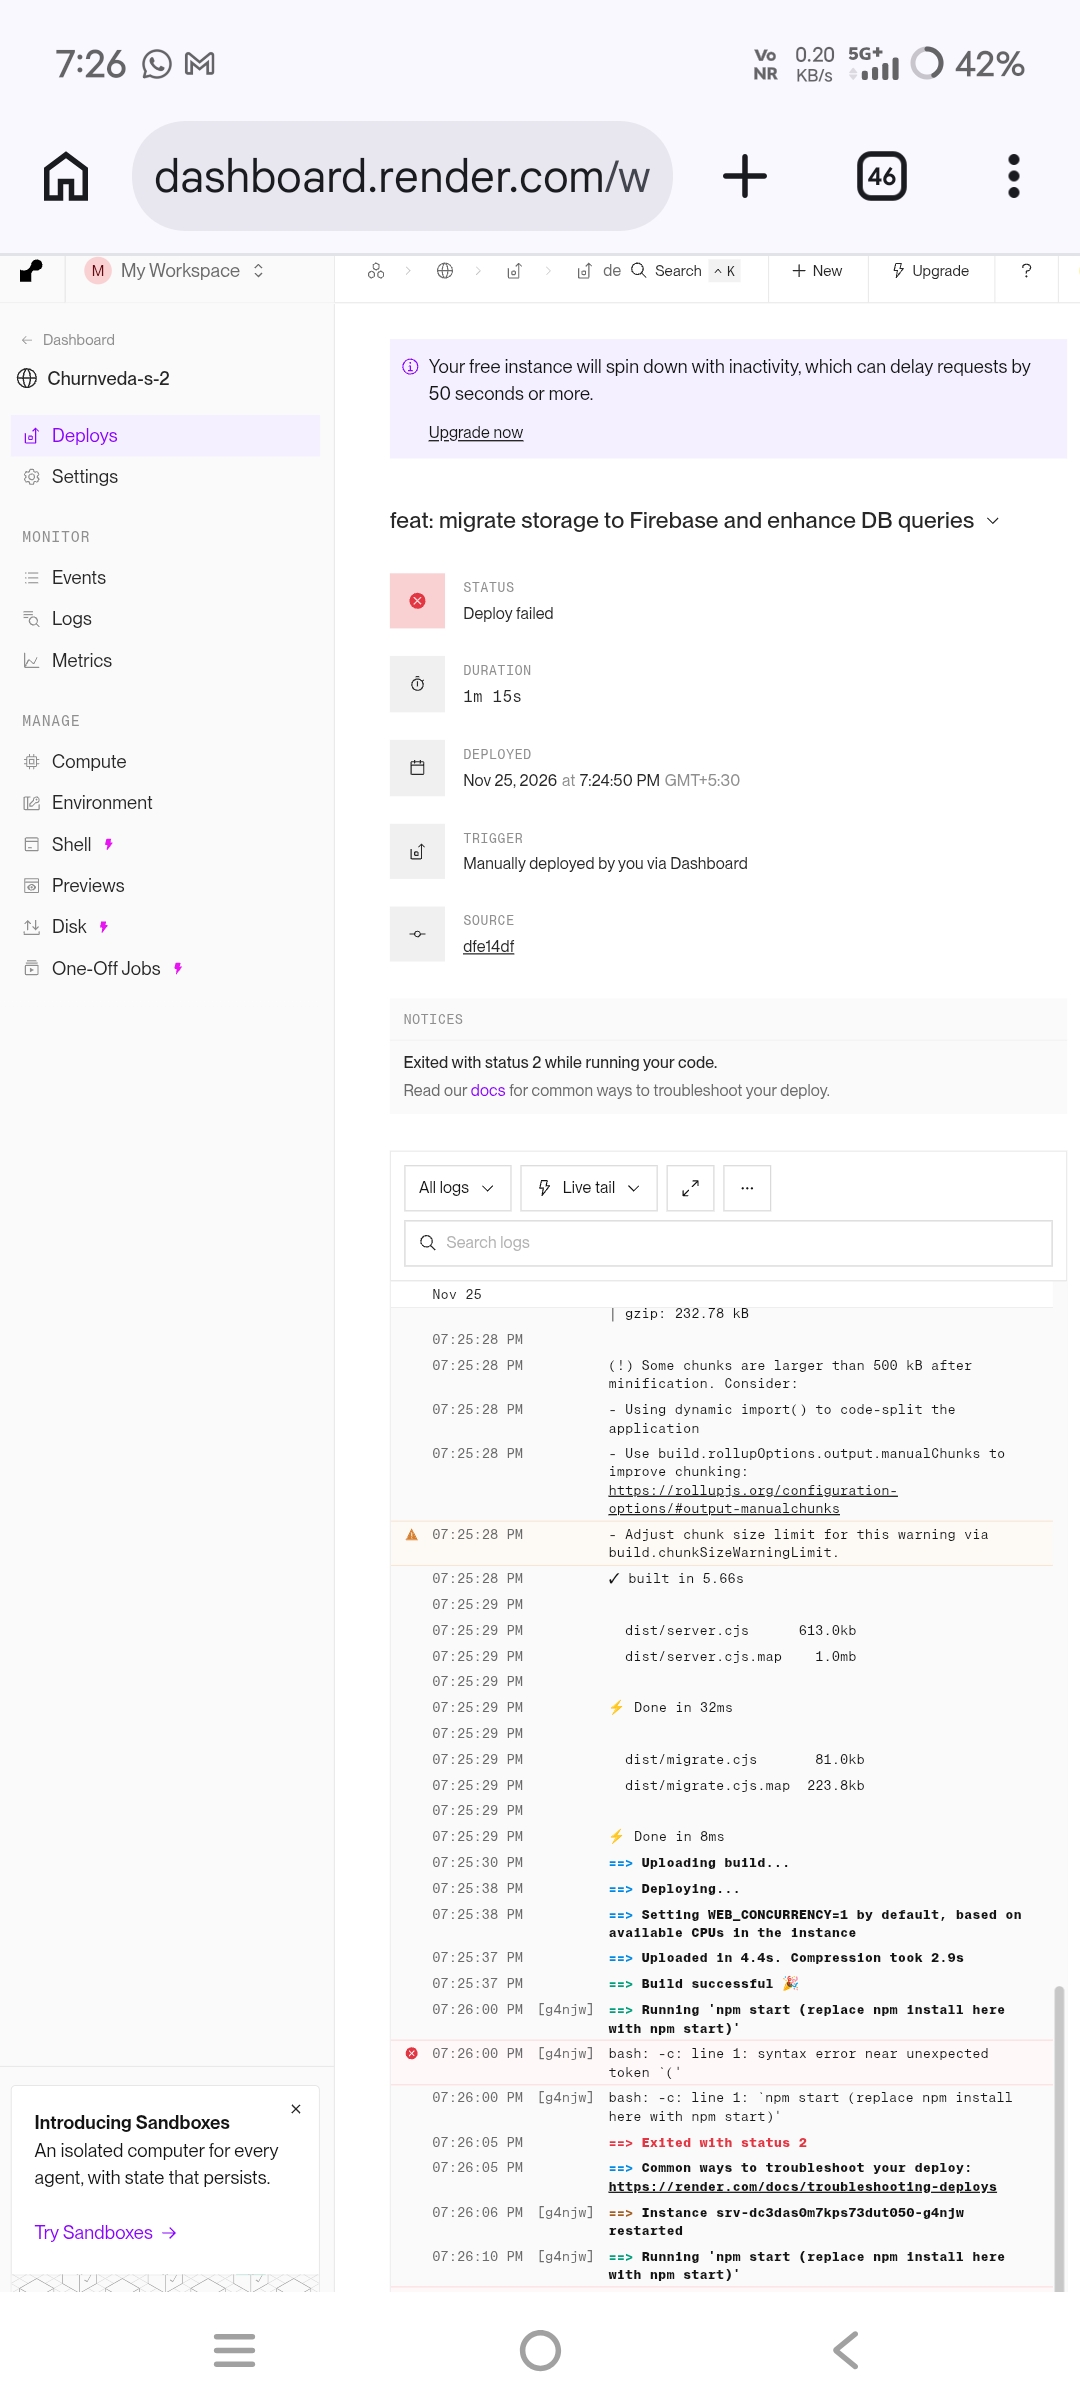 7:26
Vo NR 0.20 KB/s 5G+ 42%
dashboard.render.com/w
46
M My Workspace
de Search ^ K + New Upgrade ?
← Dashboard
Churnveda-s-2
Deploys
Settings
MONITOR
Events
Logs
Metrics
MANAGE
Compute
Environment
Shell
Previews
Disk
One-Off Jobs
Introducing Sandboxes
An isolated computer for every
agent, with state that persists.
Try Sandboxes →
Your free instance will spin down with inactivity, which can delay requests by
50 seconds or more.
Upgrade now
feat: migrate storage to Firebase and enhance DB queries
STATUS
Deploy failed
DURATION
1m 15s
DEPLOYED
Nov 25, 2026 at 7:24:50 PM GMT+5:30
TRIGGER
Manually deployed by you via Dashboard
SOURCE
dfe14df
NOTICES
Exited with status 2 while running your code.
Read our docs for common ways to troubleshoot your deploy.
All logs Live tail ...
Search logs
Nov 25
| gzip: 232.78 kB
07:25:28 PM
07:25:28 PM (!) Some chunks are larger than 500 kB after
minification. Consider:
07:25:28 PM - Using dynamic import() to code-split the
application
07:25:28 PM - Use build.rollupOptions.output.manualChunks to
improve chunking:
https://rollupjs.org/configuration-
options/#output-manualchunks
07:25:28 PM - Adjust chunk size limit for this warning via
build.chunkSizeWarningLimit.
07:25:28 PM ✓ built in 5.66s
07:25:29 PM
07:25:29 PM dist/server.cjs 613.0kb
07:25:29 PM dist/server.cjs.map 1.0mb
07:25:29 PM
07:25:29 PM ⚡ Done in 32ms
07:25:29 PM
07:25:29 PM dist/migrate.cjs 81.0kb
07:25:29 PM dist/migrate.cjs.map 223.8kb
07:25:29 PM
07:25:29 PM ⚡ Done in 8ms
07:25:30 PM ==> Uploading build...
07:25:38 PM ==> Deploying...
07:25:38 PM ==> Setting WEB_CONCURRENCY=1 by default, based on
available CPUs in the instance
07:25:37 PM ==> Uploaded in 4.4s. Compression took 2.9s
07:25:37 PM ==> Build successful 🎉
07:26:00 PM [g4njw] ==> Running 'npm start (replace npm install here
with npm start)'
07:26:00 PM [g4njw] bash: -c: line 1: syntax error near unexpected
token `('
07:26:00 PM [g4njw] bash: -c: line 1: `npm start (replace npm install
here with npm start)'
07:26:05 PM ==> Exited with status 2
07:26:05 PM ==> Common ways to troubleshoot your deploy:
https://render.com/docs/troubleshooting-deploys
07:26:06 PM [g4njw] ==> Instance srv-dc3das0m7kps73dut050-g4njw
restarted
07:26:10 PM [g4njw] ==> Running 'npm start (replace npm install here
with npm start)'